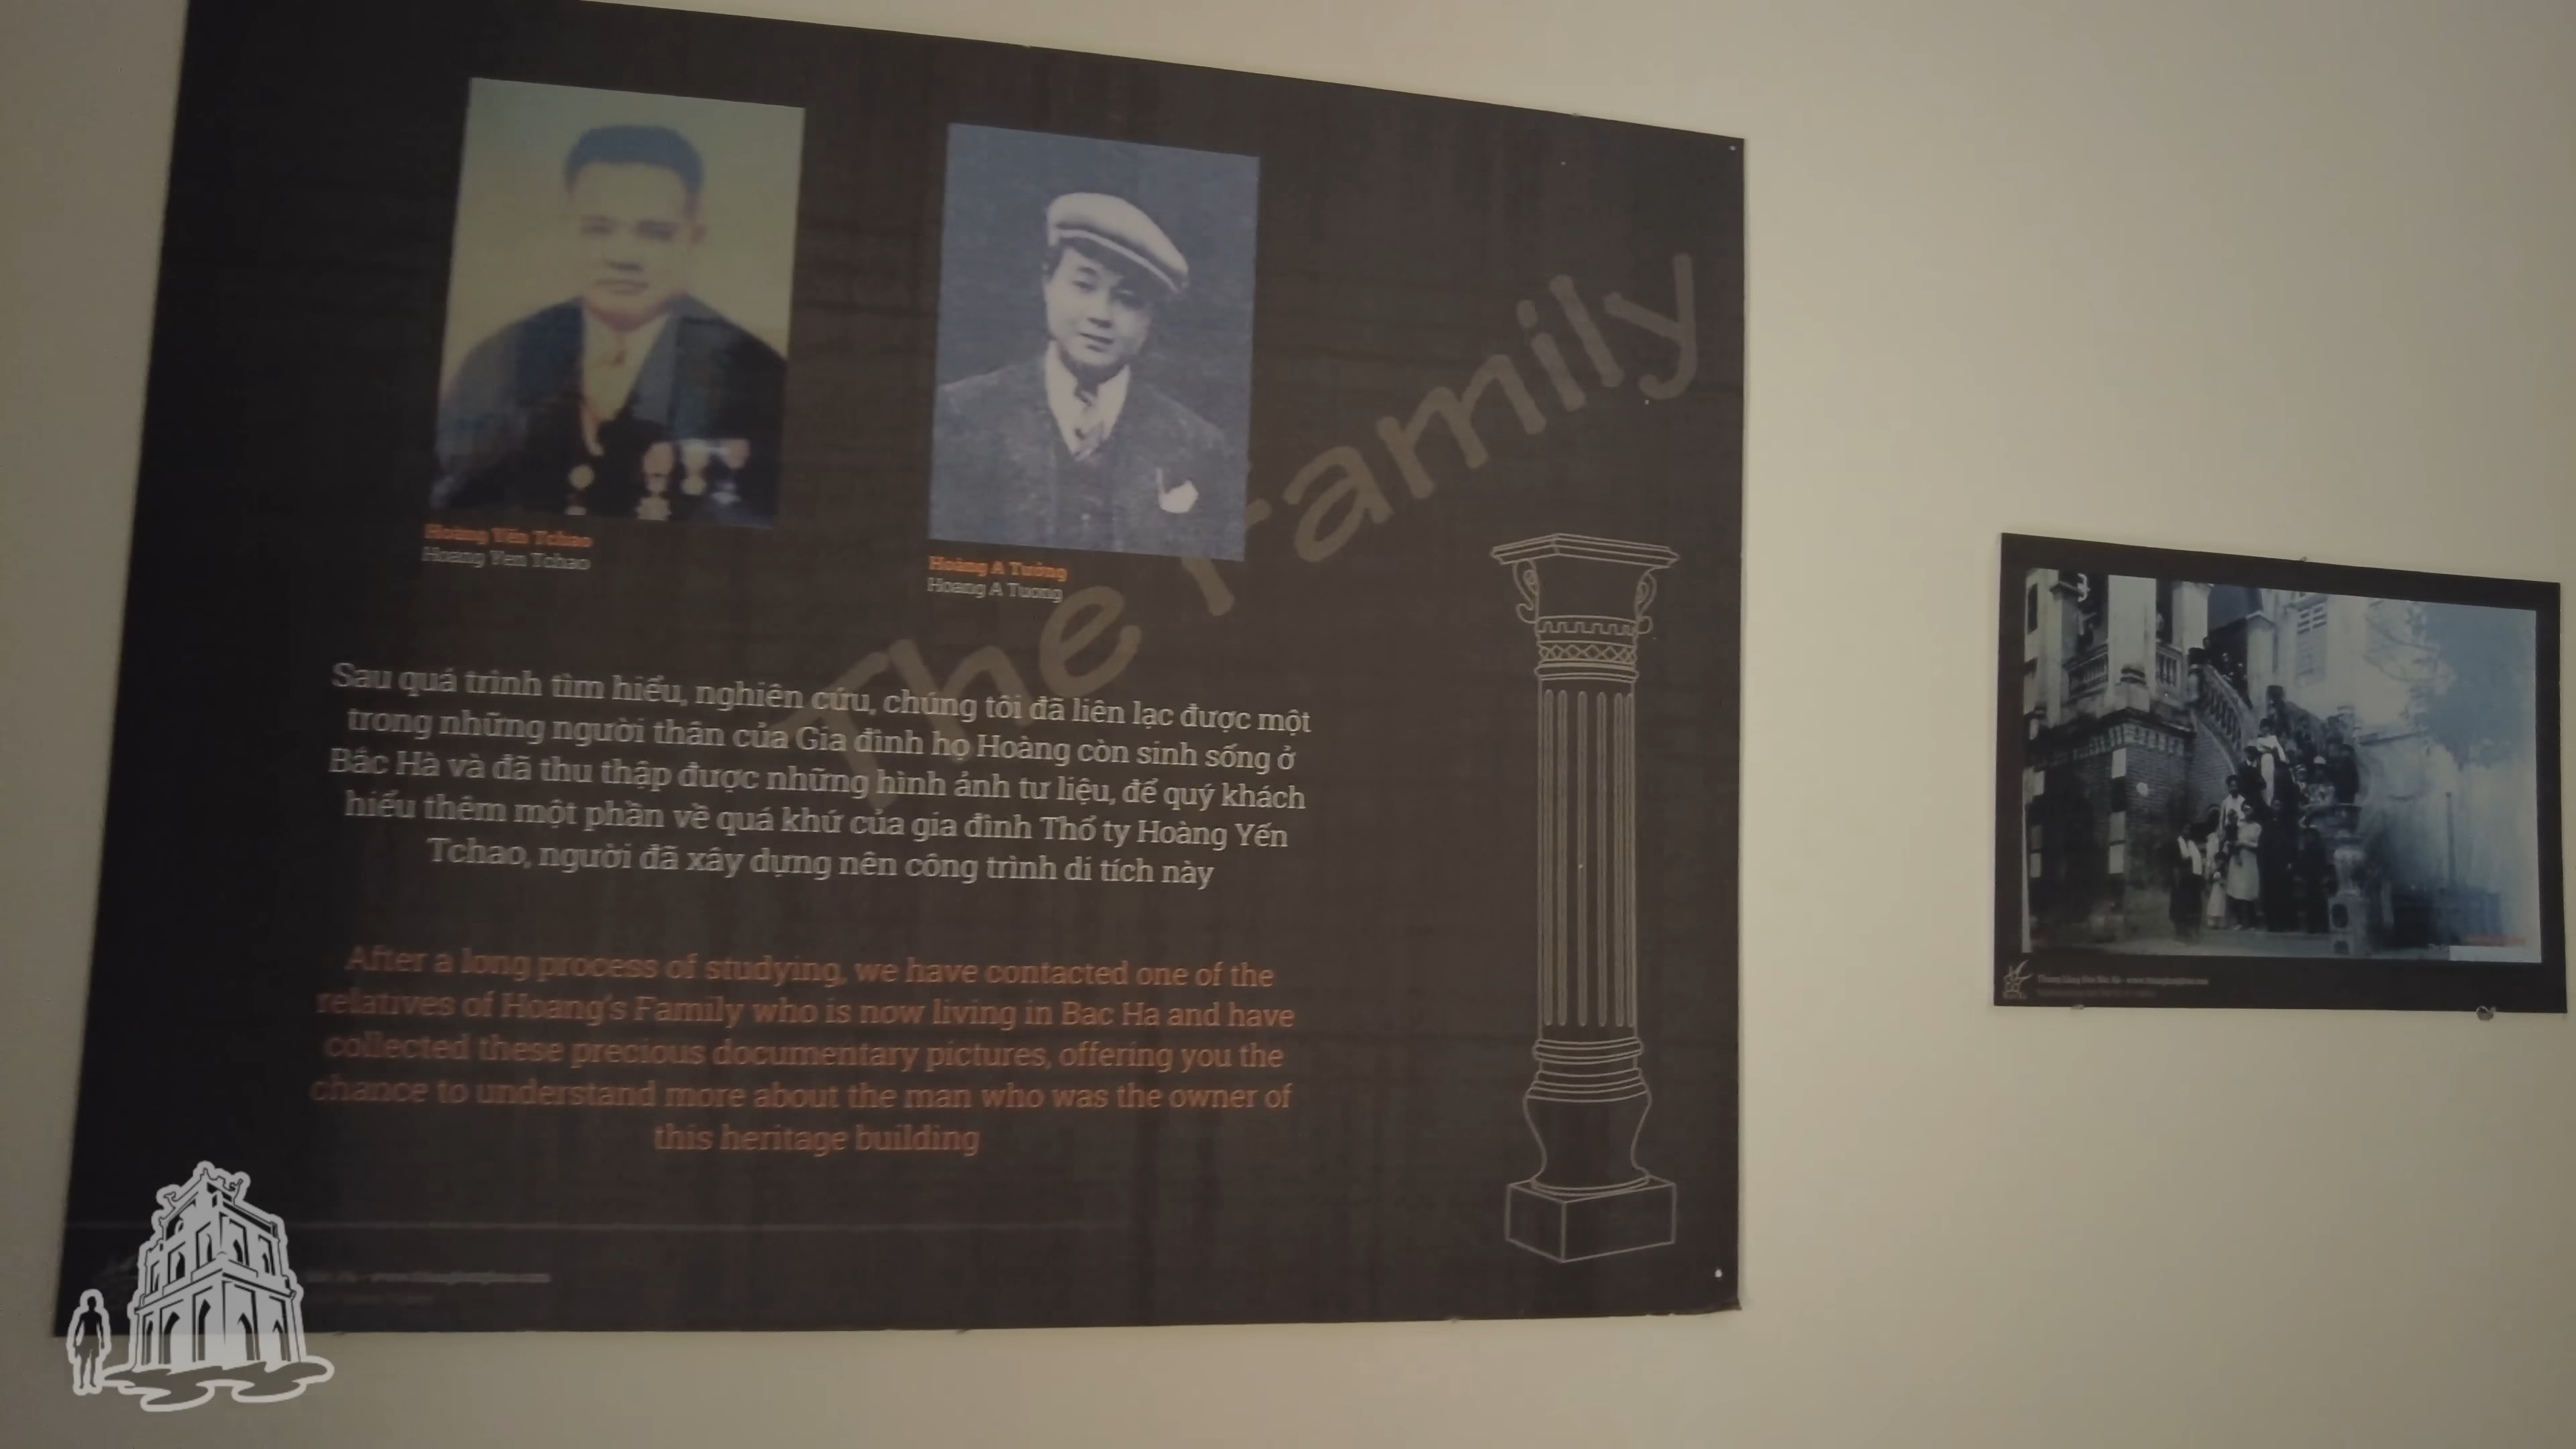 The Family
Hoàng Yến Tchao
Hoang Yen Tchao
Hoàng A Tưởng
Hoang A Tuong
Sau quá trình tìm hiểu, nghiên cứu, chúng tôi đã liên lạc được một
trong những người thân của Gia đình họ Hoàng còn sinh sống ở
Bắc Hà và đã thu thập được những hình ảnh tư liệu, để quý khách
hiểu thêm một phần về quá khứ của gia đình Thổ ty Hoàng Yến
Tchao, người đã xây dựng nên công trình di tích này
After a long process of studying, we have contacted one of the
relatives of Hoang's Family who is now living in Bac Ha and have
collected these precious documentary pictures, offering you the
chance to understand more about the man who was the owner of
this heritage building